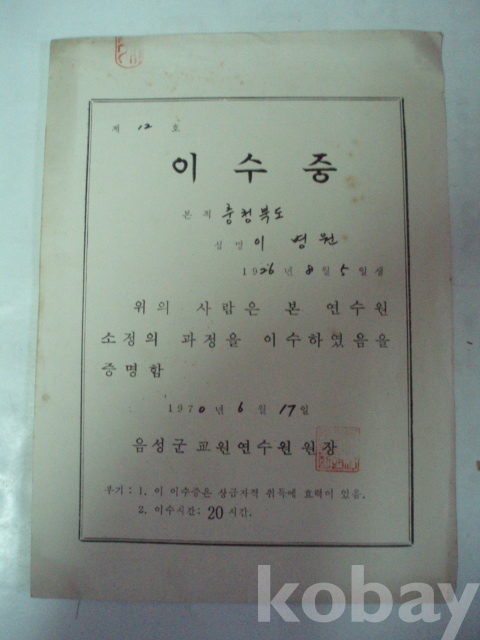 제 12 호
이 수 증
본 적 충청북도
성 명 이 병 원
1926 년 8 월 5 일 생
위의 사람은 본 연수원
소정의 과정을 이수하였음을
증명함
1970 년 6 월 17 일
음성군 교원연수원 원장
부기 : 1. 이 이수증은 상급자격 취득에 효력이 있음.
2. 이수시간: 20 시간.
kobay